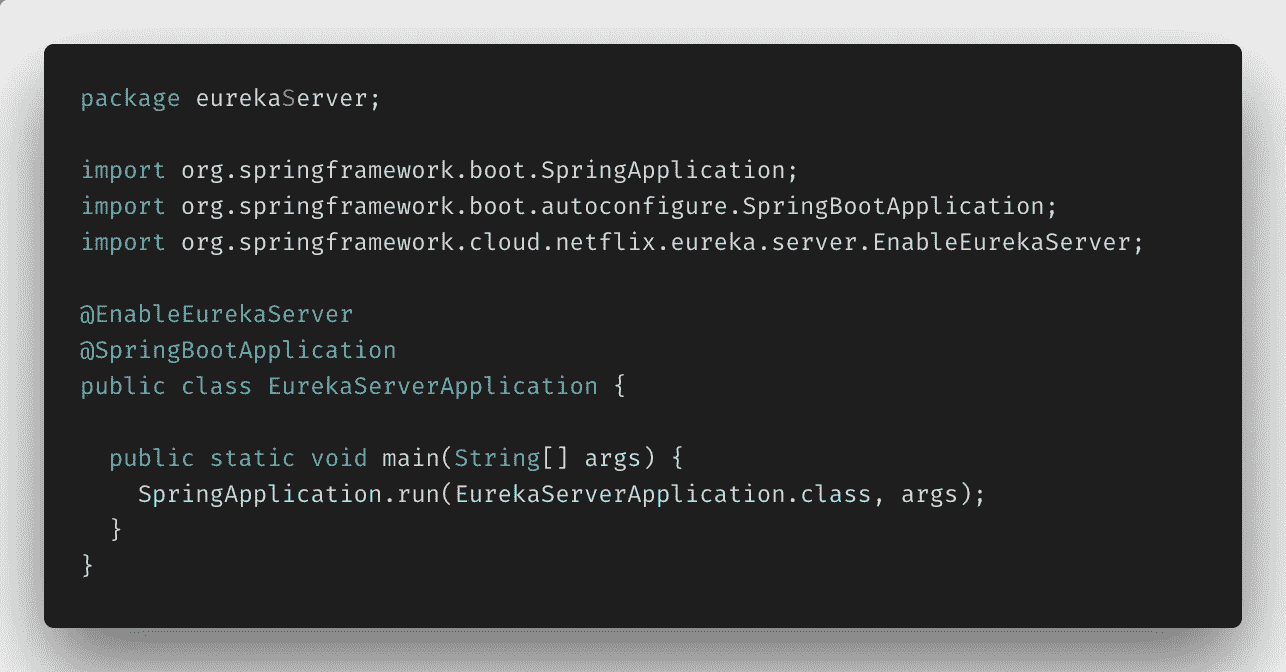 package eurekaServer;
import org.springframework.boot.SpringApplication;
import org.springframework.boot.autoconfigure.SpringBootApplication;
import org.springframework.cloud.netflix.eureka.server.EnableEurekaServer;
@EnableEurekaServer
@SpringBootApplication
public class EurekaServerApplication {
public static void main(String[] args) {
SpringApplication.run(EurekaServerApplication.class, args);
}
}